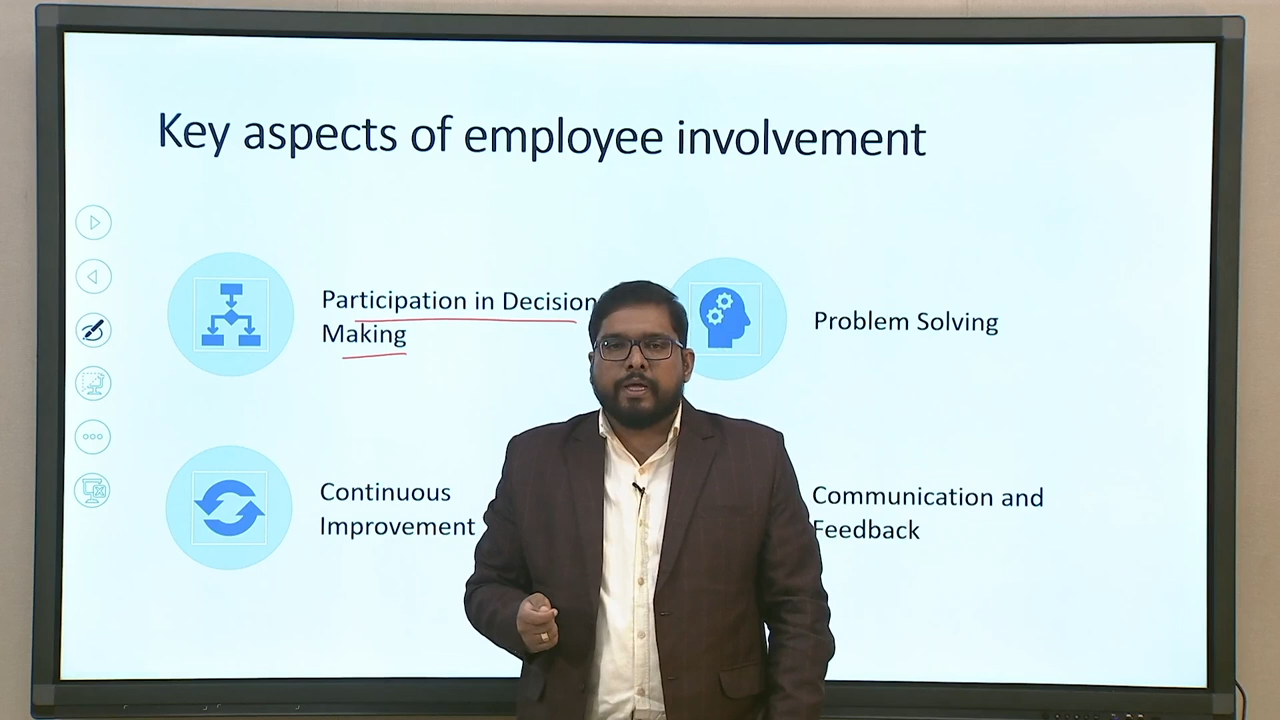 Key aspects of employee involvement
Participation in Decision
Making
Problem Solving
Continuous
Improvement
Communication and
Feedback